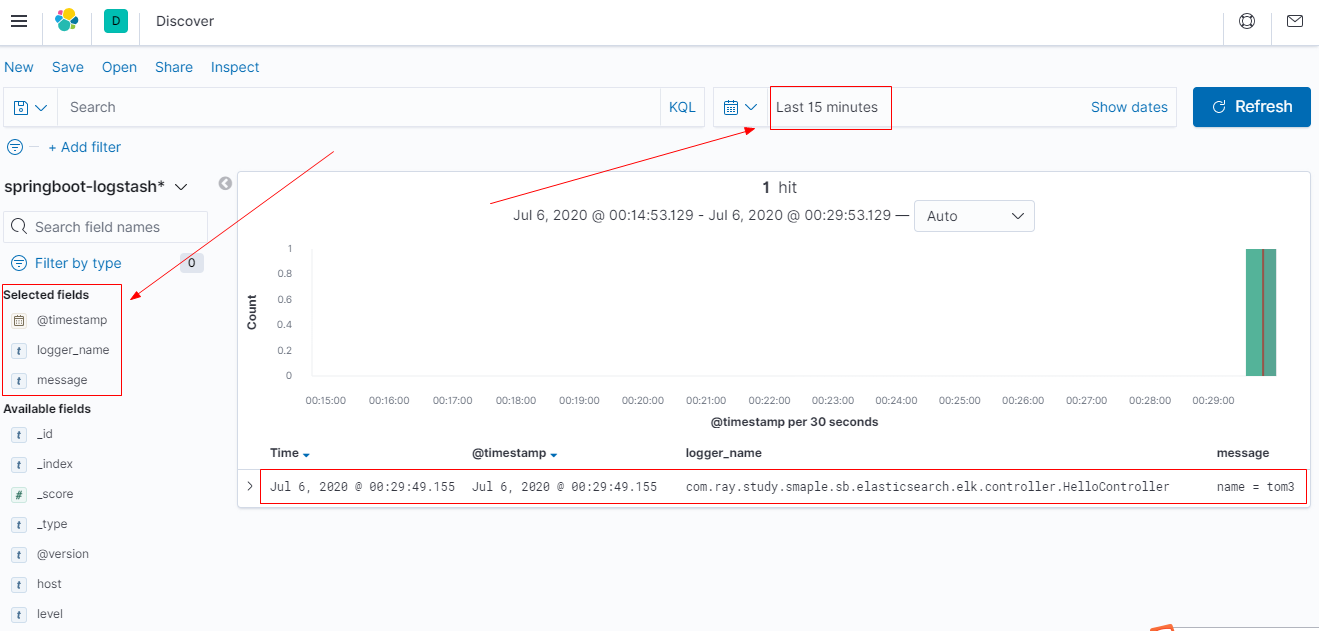 D Discover
New Save Open Share Inspect
Search KQL Last 15 minutes Show dates Refresh
+ Add filter
springboot-logstash*
Search field names
Filter by type 0
Selected fields
@timestamp
logger_name
message
Available fields
_id
_index
_score
_type
@version
host
level
1 hit
Jul 6, 2020 @ 00:14:53.129 - Jul 6, 2020 @ 00:29:53.129 — Auto
Count
1
0.8
0.6
0.4
0.2
0
00:15:00 00:16:00 00:17:00 00:18:00 00:19:00 00:20:00 00:21:00 00:22:00 00:23:00 00:24:00 00:25:00 00:26:00 00:27:00 00:28:00 00:29:00
@timestamp per 30 seconds
Time @timestamp logger_name message
Jul 6, 2020 @ 00:29:49.155 Jul 6, 2020 @ 00:29:49.155 com.ray.study.smaple.sb.elasticsearch.elk.controller.HelloController name = tom3